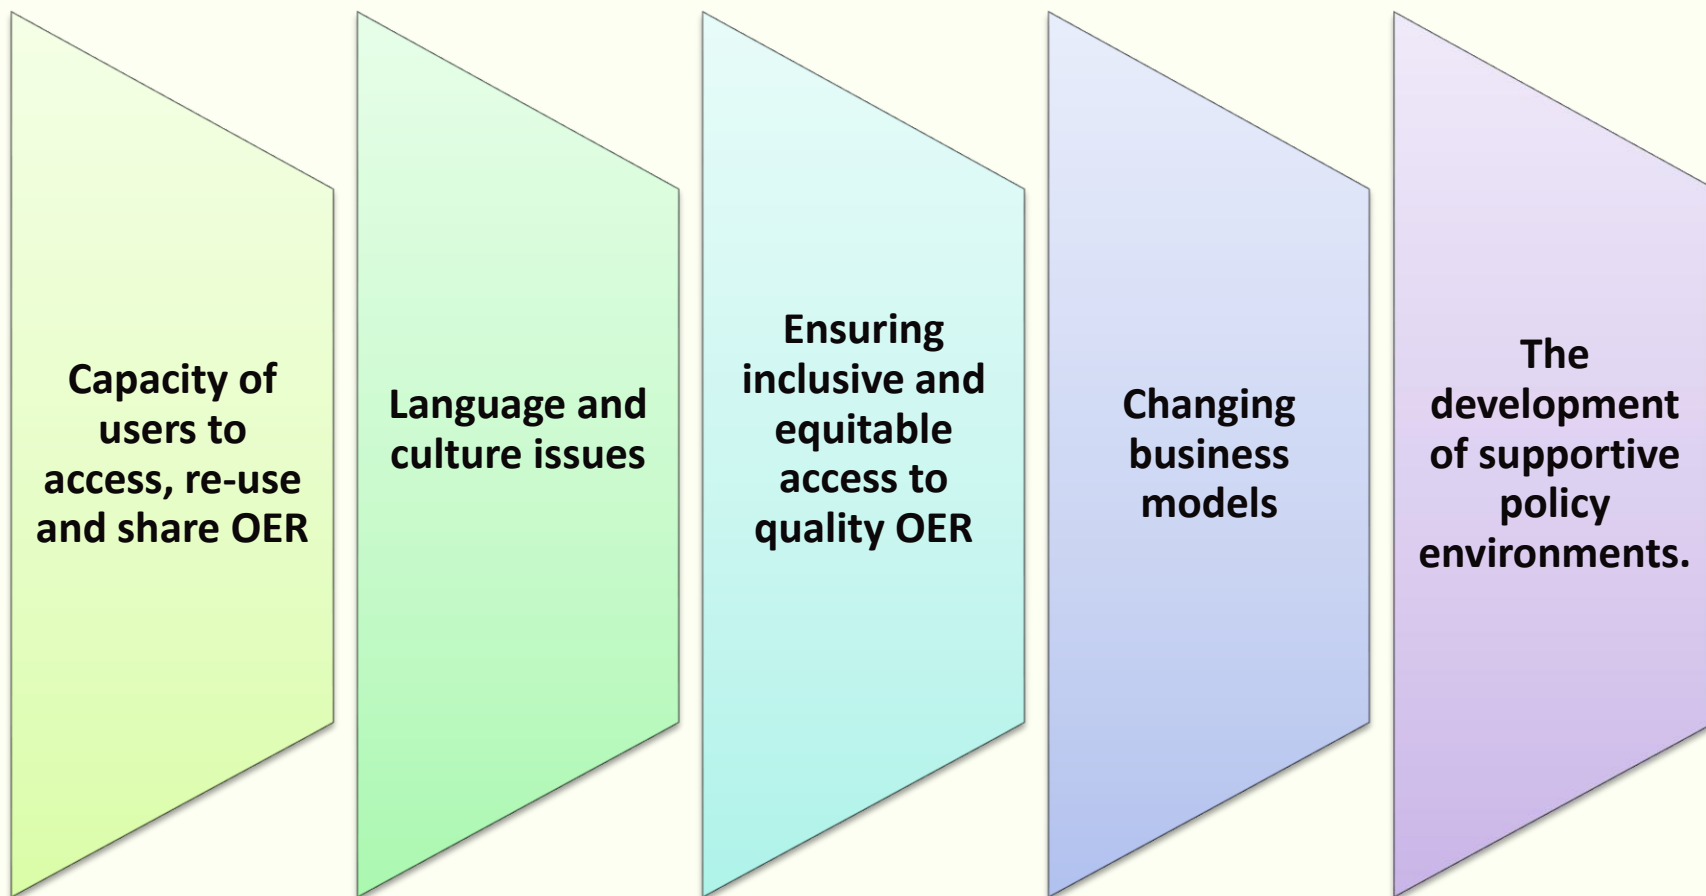 Capacity of
users to
access, re-use
and share OER
Language and
culture issues
Ensuring
inclusive and
equitable
access to
quality OER
Changing
business
models
The
development
of supportive
policy
environments.